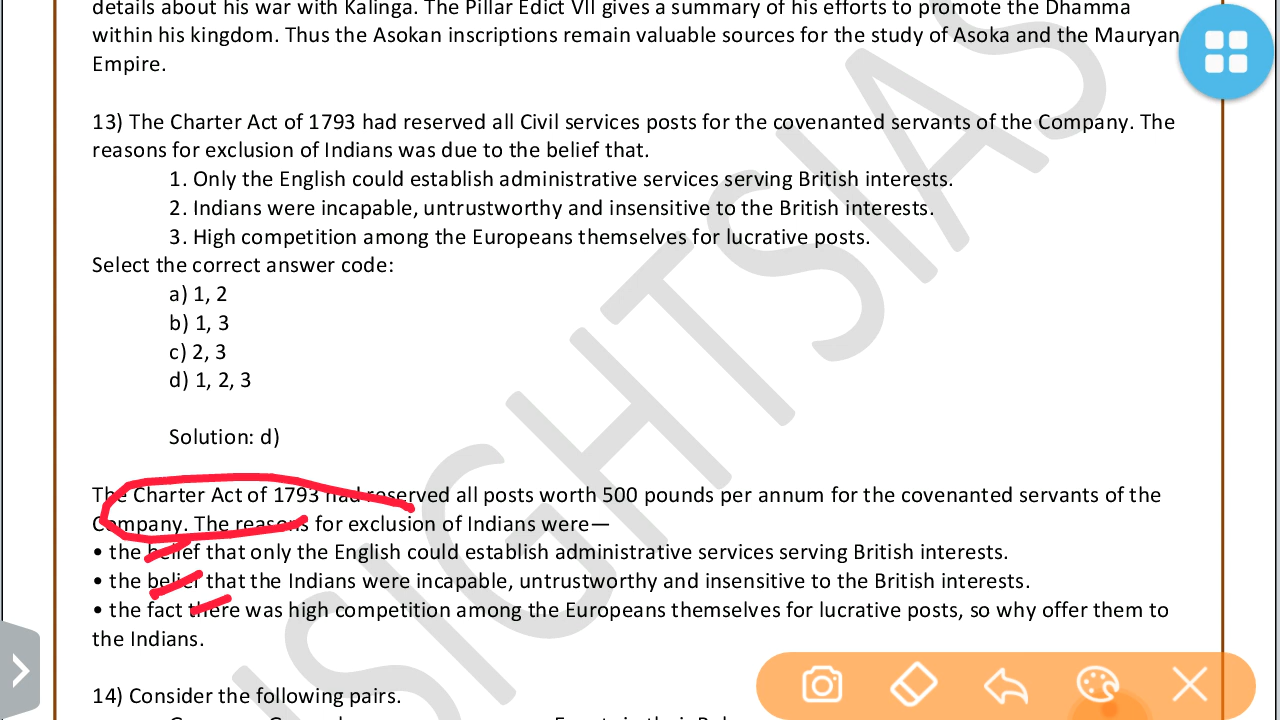 details about his war with Kalinga. The Pillar Edict VII gives a summary of his efforts to promote the Dhamma
within his kingdom. Thus the Asokan inscriptions remain valuable sources for the study of Asoka and the Mauryan
Empire.
13) The Charter Act of 1793 had reserved all Civil services posts for the covenanted servants of the Company. The
reasons for exclusion of Indians was due to the belief that.
1. Only the English could establish administrative services serving British interests.
2. Indians were incapable, untrustworthy and insensitive to the British interests.
3. High competition among the Europeans themselves for lucrative posts.
Select the correct answer code:
a) 1, 2
b) 1, 3
c) 2, 3
d) 1, 2, 3
Solution: d)
The Charter Act of 1793 had reserved all posts worth 500 pounds per annum for the covenanted servants of the
Company. The reasons for exclusion of Indians were—
• the belief that only the English could establish administrative services serving British interests.
• the belief that the Indians were incapable, untrustworthy and insensitive to the British interests.
• the fact there was high competition among the Europeans themselves for lucrative posts, so why offer them to
the Indians.
14) Consider the following pairs.
NSIGHTSIAS